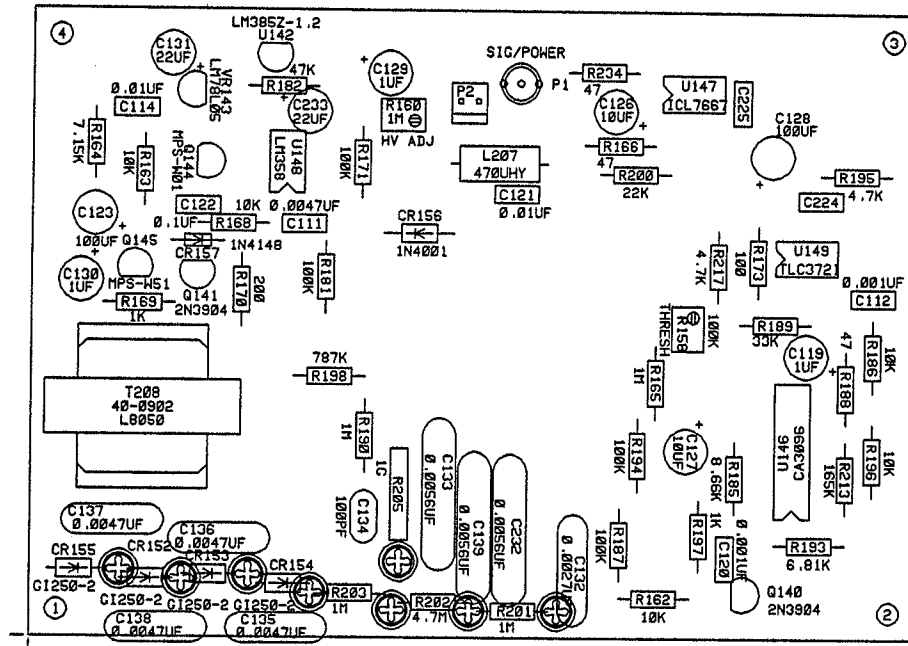 4
C131
22UF
VR143
LM78L05
LM385Z-1.2
U142
47K
R182
C233
22UF
C129
1UF
R160
1M
HV ADJ
SIG/POWER
P2
P1
R234
47
C126
10UF
U147
ICL7667
C225
3
0.01UF
C114
R164
7.15K
R163
10K
Q144
MPS-W01
U148
LM358
R171
100K
L207
470UHY
R166
47
R200
22K
C128
100UF
R195
4.7K
C224
C123
100UF
C122
0.1UF
10K
R168
0.0047UF
C111
C121
0.01UF
CR156
1N4001
Q145
MPS-W51
1N4148
CR157
C130
1UF
R169
1K
Q141
2N3904
R170
200
R181
100K
R217
4.7K
R173
100
U149
TLC3721
0.001UF
C112
THRESH
R158
100K
R189
33K
C119
1UF
47
R188
R186
10K
T208
40-0902
L8050
787K
R198
R165
1M
R190
1M
1G
R205
C133
0.0056UF
C139
0.0056UF
C232
0.0056UF
C134
100PF
R194
100K
C127
10UF
R185
8.66K
U146
CA3096
R213
165K
R196
10K
C137
0.0047UF
C136
0.0047UF
CR155
GI250-2
CR152
GI250-2
CR153
GI250-2
CR154
GI250-2
R203
1M
R202
4.7M
R201
1M
C132
0.0027UF
R187
100K
R197
1K
C120
0.001UF
R193
6.81K
Q140
2N3904
R162
10K
1
C138
0.0047UF
C135
0.0047UF
2